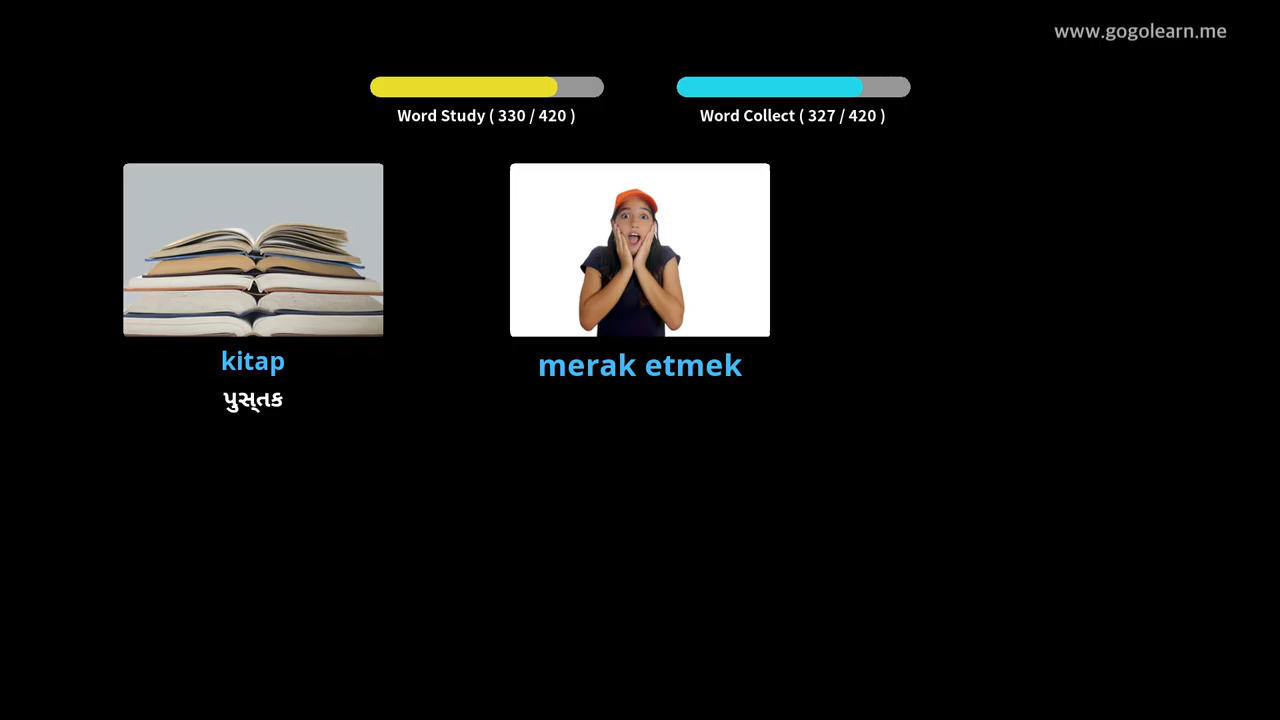 www.gogolearn.me
Word Study ( 330 / 420 )
Word Collect ( 327 / 420 )
kitap
પુસ્તક
merak etmek